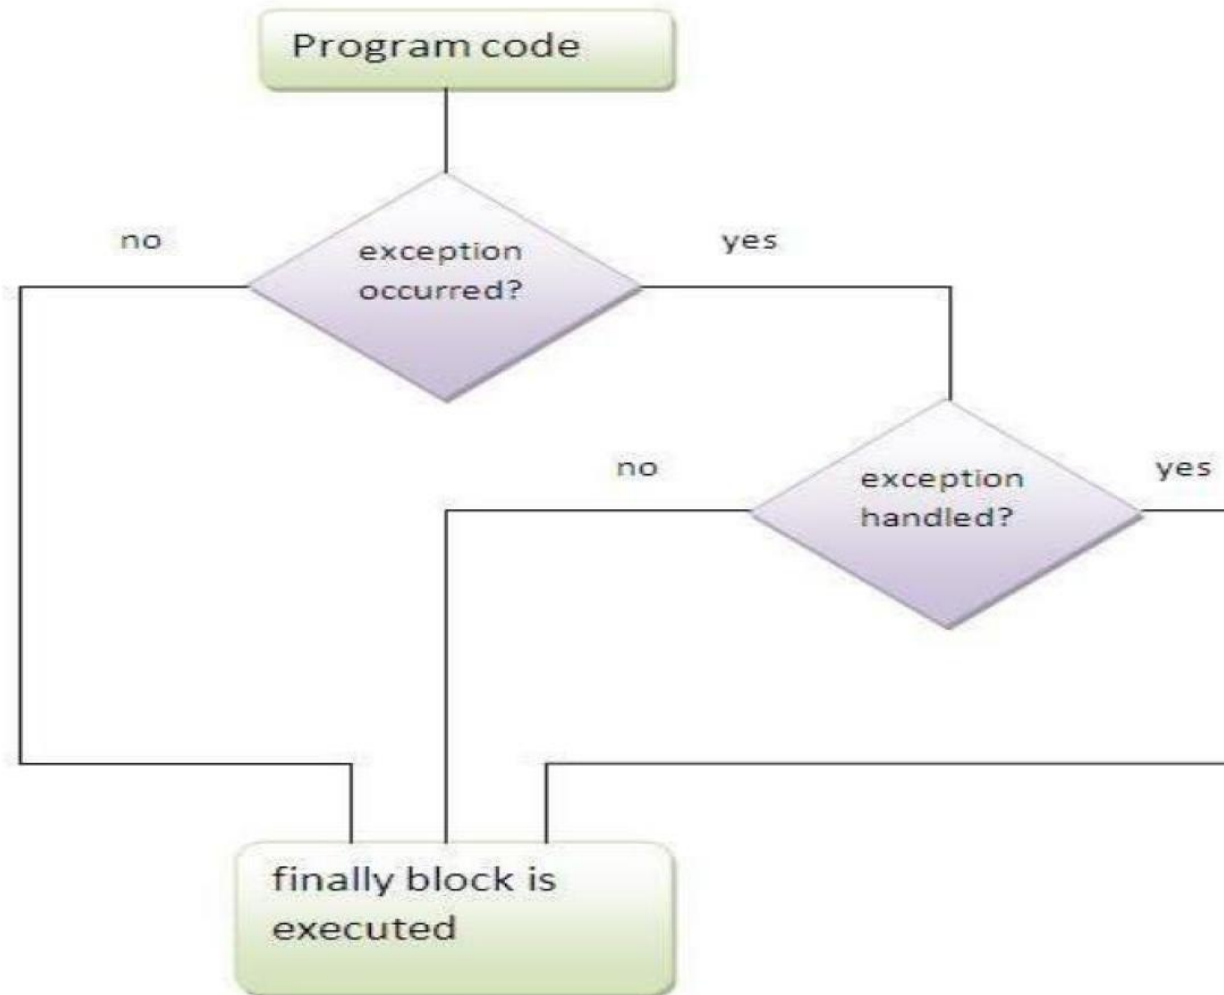 Program code
no
exception
occurred?
yes
no
exception
handled?
yes
finally block is
executed